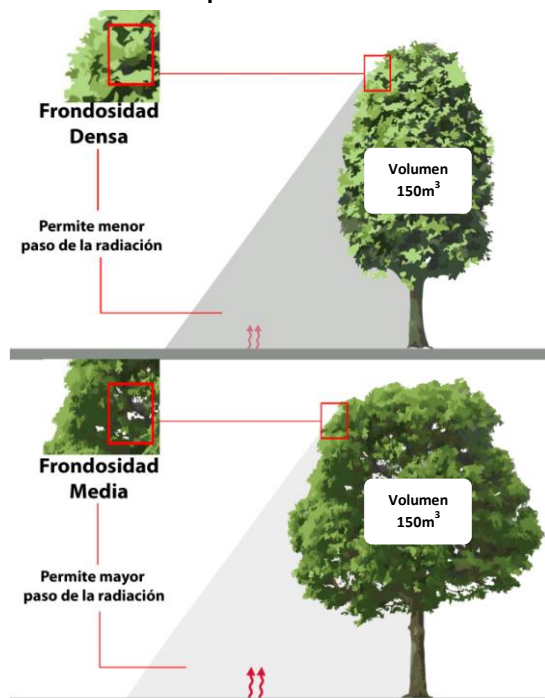 Frondosidad
Densa
Volumen
150m³
Permite menor
paso de la radiación
Frondosidad
Media
Volumen
150m³
Permite mayor
paso de la radiación